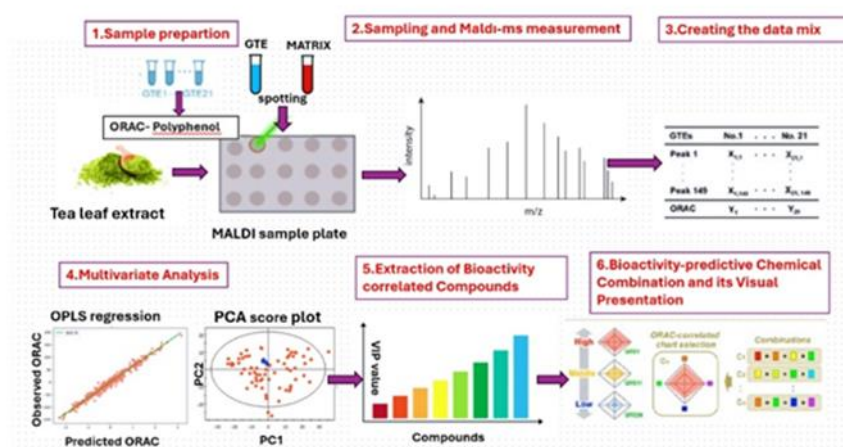 1.Sample prepartion
GTE1 GTE21
ORAC- Polyphenol
Tea leaf extract
GTE MATRIX
spotting
MALDI sample plate
2.Sampling and Maldı-ms measurement
intensity
m/z
3.Creating the data mix
GTEs No.1 . . . No. 21
Peak 1
Peak 149
ORAC
4.Multivariate Analysis
OPLS regression
Observed ORAC
Predicted ORAC
PCA score plot
PC2
PC1
5.Extraction of Bioactivity
correlated Compounds
VIP value
Compounds
6.Bioactivity-predictive Chemical
Combination and its Visual
Presentation
High
Low
ORAC-correlated
chart selection
Combinations